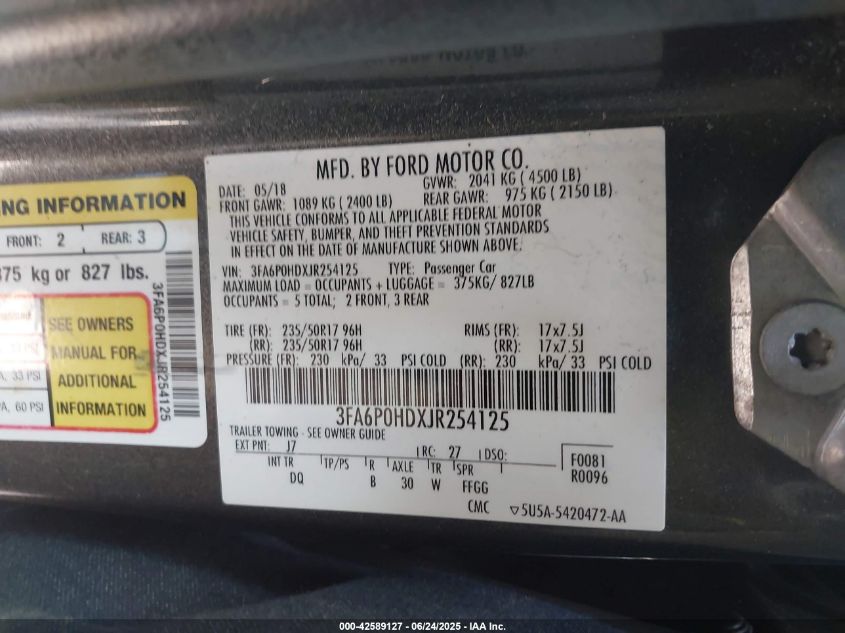 MFD. BY FORD MOTOR CO.
DATE: 05/18 GVWR: 2041 KG ( 4500 LB)
FRONT GAWR: 1089 KG ( 2400 LB) REAR GAWR: 975 KG ( 2150 LB)
THIS VEHICLE CONFORMS TO ALL APPLICABLE FEDERAL MOTOR
VEHICLE SAFETY, BUMPER, AND THEFT PREVENTION STANDARDS
IN EFFECT ON THE DATE OF MANUFACTURE SHOWN ABOVE.
VIN: 3FA6P0HDXJR254125 TYPE: Passenger Car
MAXIMUM LOAD = OCCUPANTS + LUGGAGE = 375KG/ 827LB
OCCUPANTS = 5 TOTAL; 2 FRONT, 3 REAR
TIRE (FR): 235/50R17 96H RIMS (FR): 17x7.5J
(RR): 235/50R17 96H (RR): 17x7.5J
PRESSURE (FR): 230 kPa/ 33 PSI COLD (RR): 230 kPa/ 33 PSI COLD
3FA6P0HDXJR254125
TRAILER TOWING - SEE OWNER GUIDE
EXT PNT: J7 RC: 27 DSO:
INT TR TP/PS R AXLE TR SPR
DQ B 30 W FFGG
F0081
R0096
CMC ▽5U5A-5420472-AA
NG INFORMATION
FRONT: 2 REAR: 3
375 kg or 827 lbs.
SEE OWNERS
MANUAL FOR
ADDITIONAL
INFORMATION
A, 33 PSI
PA, 60 PSI
3FA6P0HDXJR254125
000-42589127 - 06/24/2025 - IAA Inc.